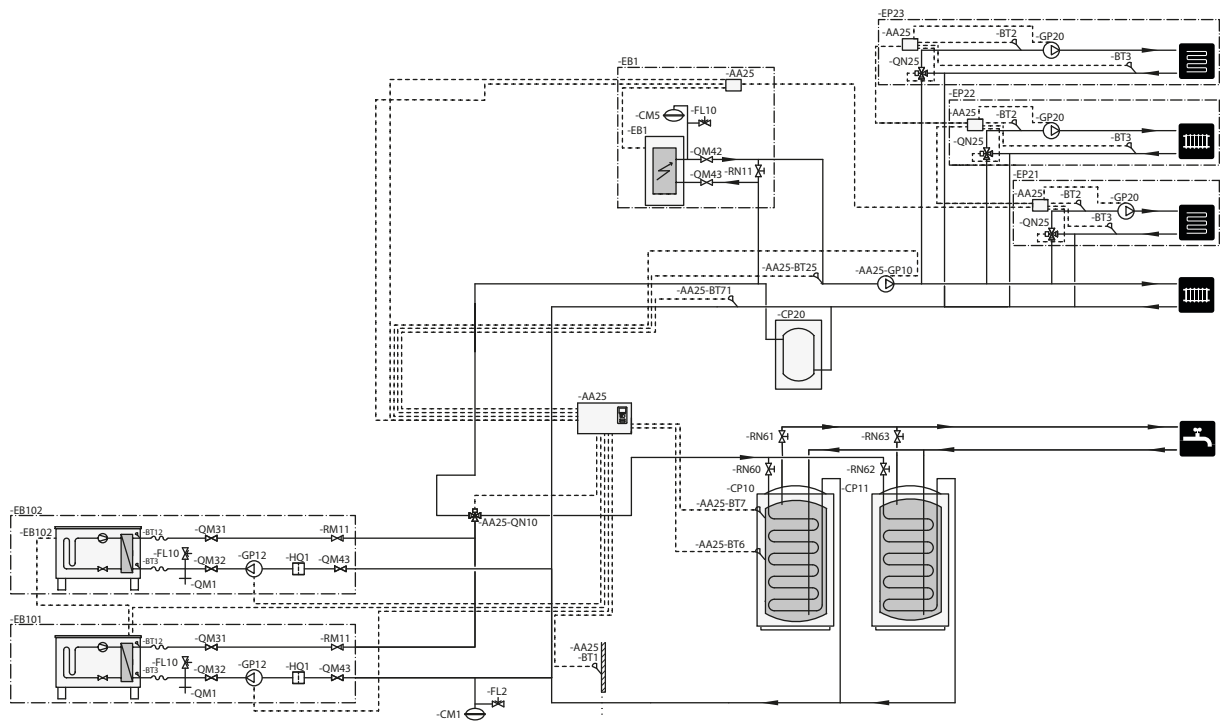 -EP23
-AA25
-BT2
-GP20
-QN25
-BT3
-EB1
-AA25
-CM5
-FL10
-EB1
-QM42
-QM43
-RN11
-EP22
-AA25
-BT2
-GP20
-QN25
-BT3
-EP21
-AA25
-BT2
-GP20
-QN25
-BT3
-AA25-BT25
-AA25-GP10
-AA25-BT71
-CP20
-AA25
-RN61
-RN63
-RN60
-RN62
-CP10
-CP11
-AA25-BT7
-AA25-BT6
-AA25-QN10
-EB102
-EB102
-BT12
-QM31
-RM11
-FL10
-BT3
-QM32
-GP12
-HQ1
-QM43
-QM1
-EB101
-BT12
-QM31
-RM11
-FL10
-BT3
-QM32
-GP12
-HQ1
-QM43
-QM1
-AA25
-BT1
-FL2
-CM1